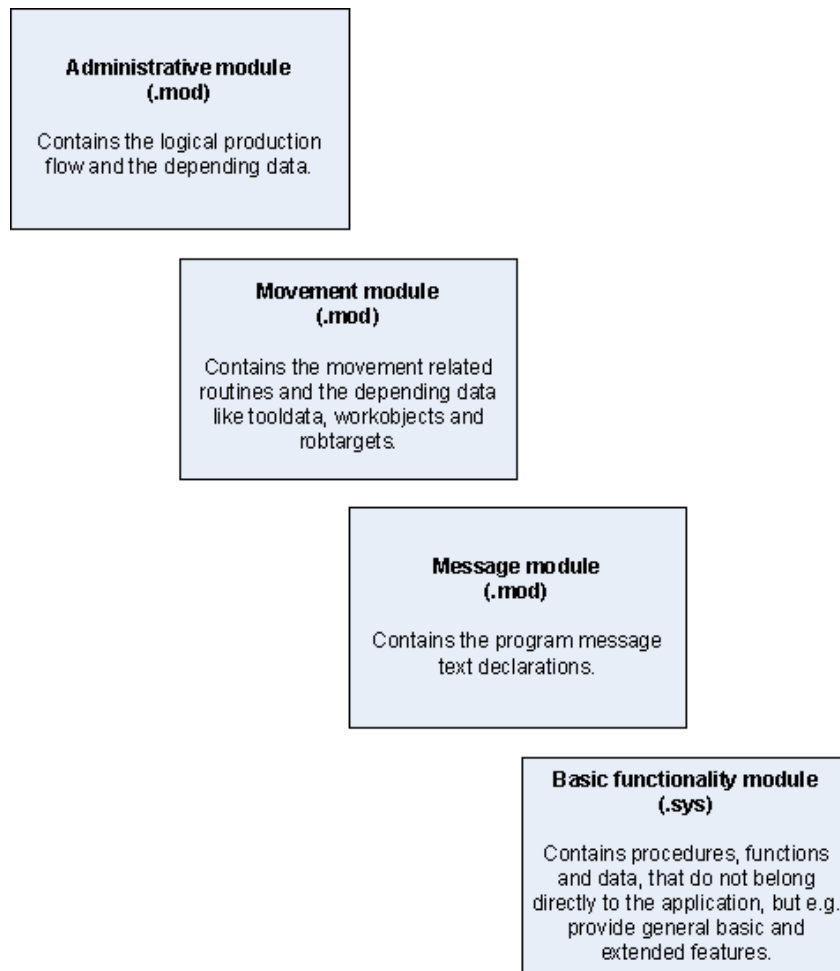 Administrative module
(.mod)
Contains the logical production
flow and the depending data.
Movement module
(.mod)
Contains the movement related
routines and the depending data
like tooldata, workobjects and
robtargets.
Message module
(.mod)
Contains the program message
text declarations.
Basic functionality module
(.sys)
Contains procedures, functions
and data, that do not belong
directly to the application, but e.g.
provide general basic and
extended features.